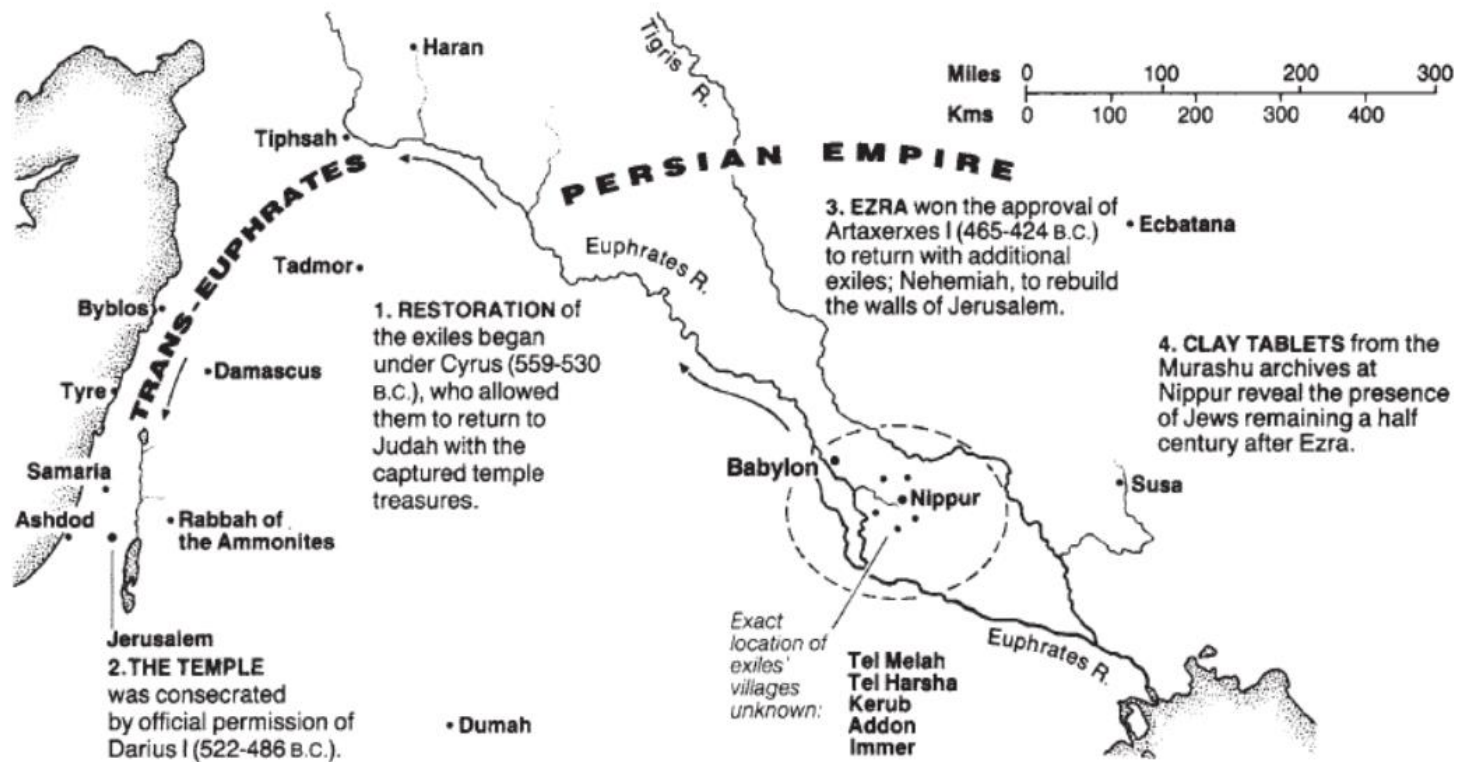 Haran
Tigris R.
Miles 0 100 200 300
Kms 0 100 200 300 400
Tiphsah
PERSIAN EMPIRE
TRANS-EUPHRATES
3. EZRA won the approval of
Artaxerxes I (465-424 B.C.)
to return with additional
exiles; Nehemiah, to rebuild
the walls of Jerusalem.
Ecbatana
Euphrates R.
Tadmor
Byblos
1. RESTORATION of
the exiles began
under Cyrus (559-530
B.C.), who allowed
them to return to
Judah with the
captured temple
treasures.
4. CLAY TABLETS from the
Murashu archives at
Nippur reveal the presence
of Jews remaining a half
century after Ezra.
Damascus
Tyre
Babylon
Nippur
Susa
Samaria
Ashdod
Rabbah of
the Ammonites
Jerusalem
2.THE TEMPLE
was consecrated
by official permission of
Darius I (522-486 B.C.).
Dumah
Exact
location of
exiles'
villages
unknown:
Tel Melah
Tel Harsha
Kerub
Addon
Immer
Euphrates R.